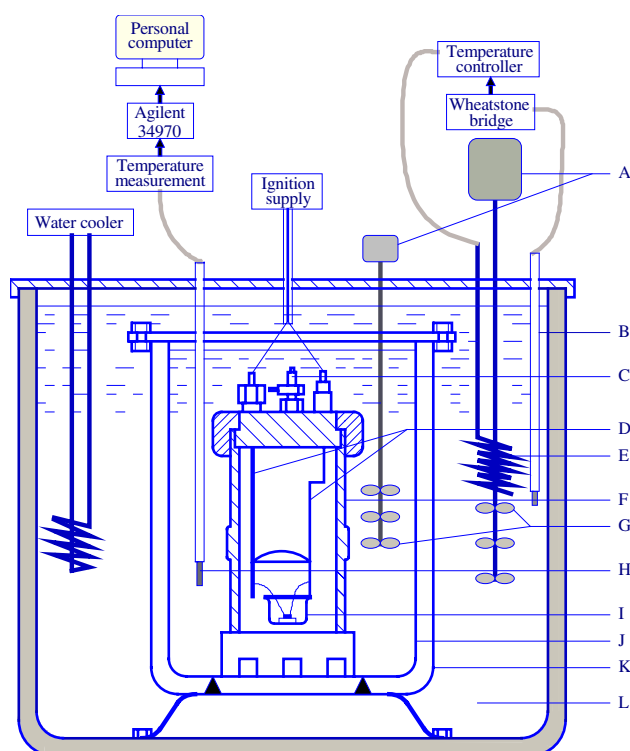 Personal
computer
Agilent
34970
Temperature
measurement
Ignition
supply
Water cooler
Temperature
controller
Wheatstone
bridge
A
B
C
D
E
F
G
H
I
J
K
L